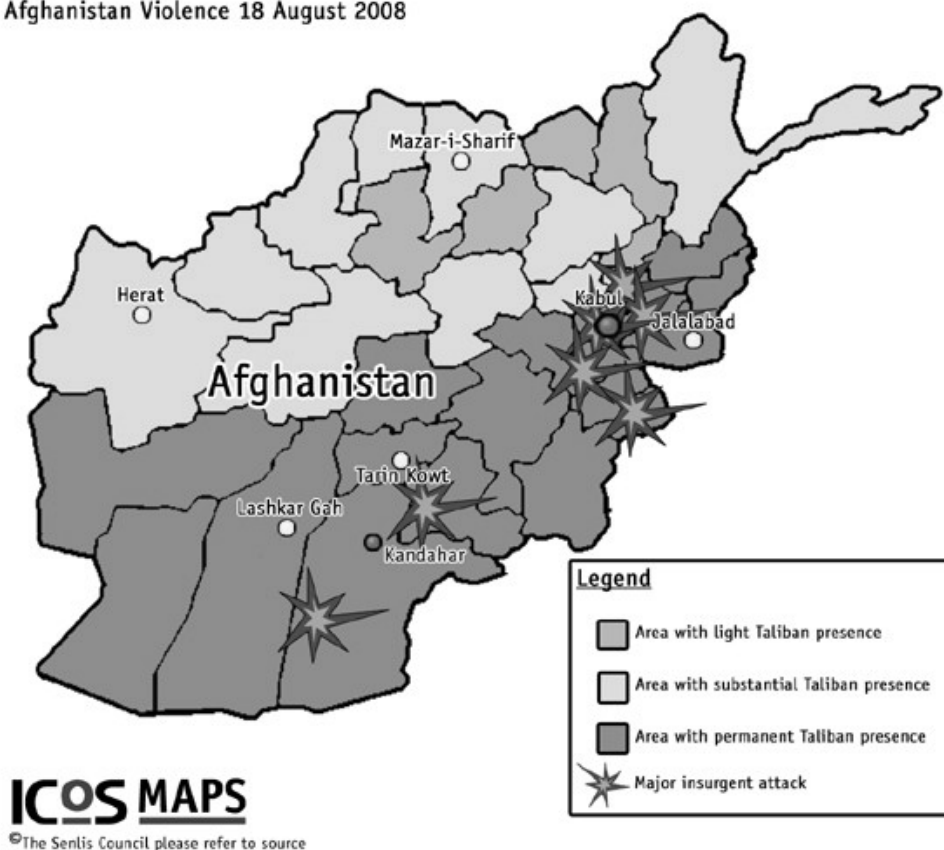 Afghanistan Violence 18 August 2008
Mazar-i-Sharif
Herat
Kabul
Jalalabad
Afghanistan
Tarin Kowt
Lashkar Gah
Kandahar
Legend
Area with light Taliban presence
Area with substantial Taliban presence
Area with permanent Taliban presence
Major insurgent attack
ICOS MAPS
©The Senlis Council please refer to source